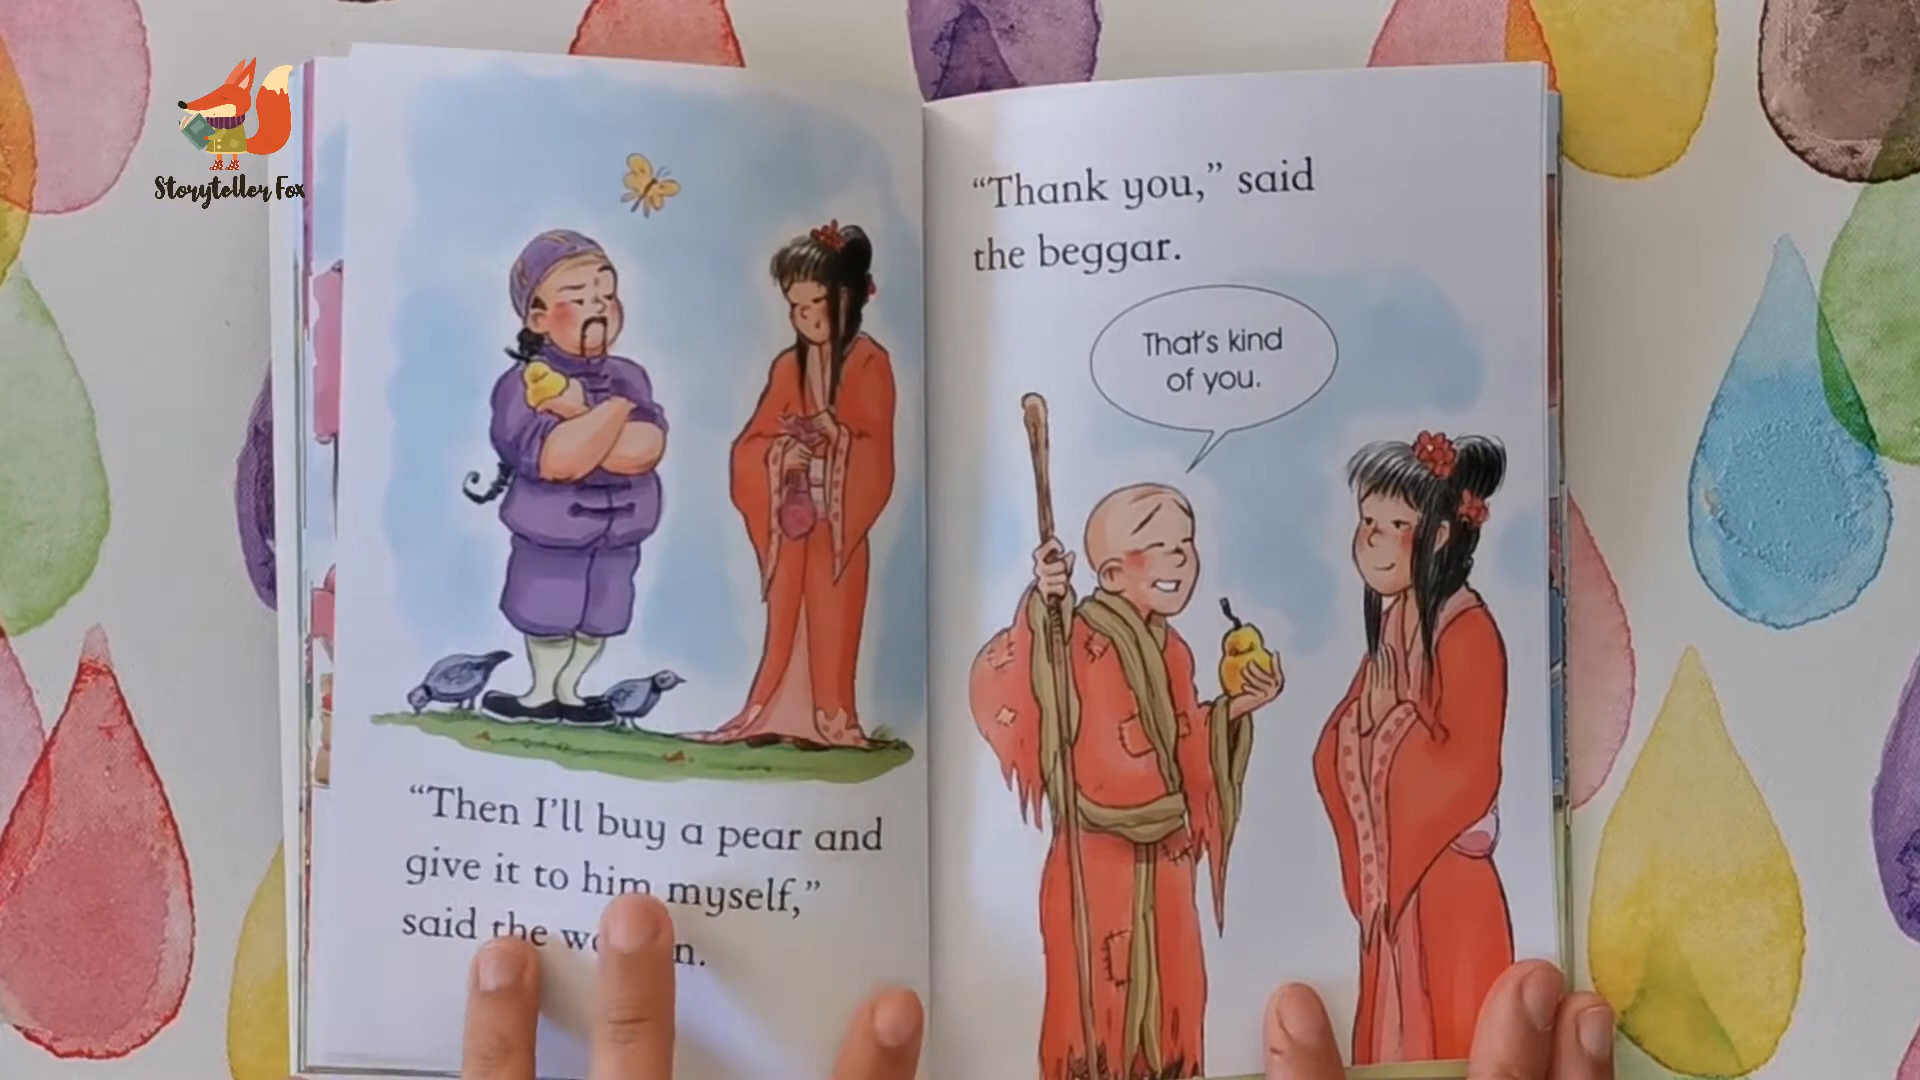 Storyteller Fox
"Then I'll buy a pear and
give it to him myself,"
said the
"Thank you," said
the beggar.
That's kind
of you.